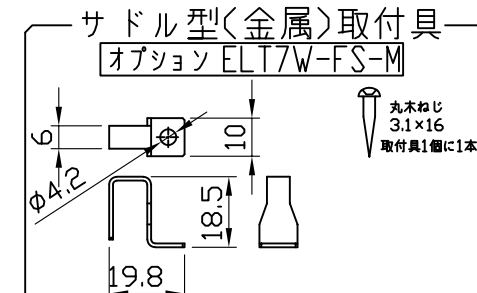 サドル型(金属)取付具
オプション ELT7W-FS-M
丸木ねじ
3.1×16
取付具1個に1本
6
10
φ4.2
18.5
19.8